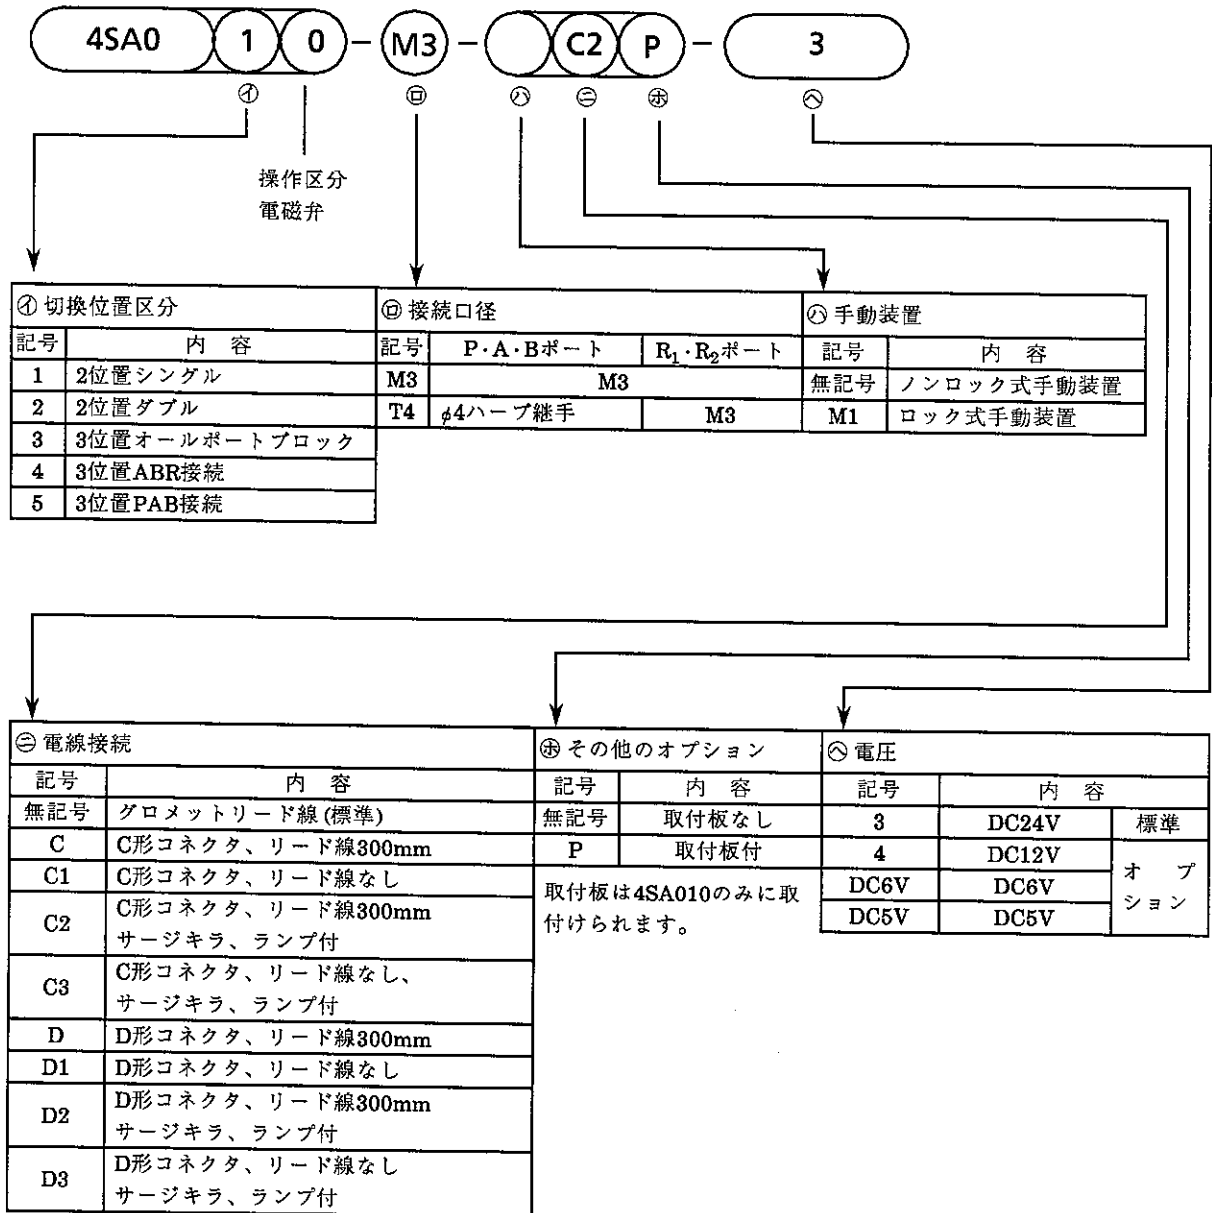 4SA0 1 0 - M3 - C2 P - 3
㋑ ㋺ ㋩ ㋥ ㋭ ㋬
操作区分
電磁弁
㋑ 切換位置区分
記号 内 容
1 2位置シングル
2 2位置ダブル
3 3位置オールポートブロック
4 3位置ABR接続
5 3位置PAB接続
㋺ 接続口径
記号 P・A・Bポート R₁・R₂ポート
M3 M3
T4 φ4ハーブ継手 M3
㋩ 手動装置
記号 内 容
無記号 ノンロック式手動装置
M1 ロック式手動装置
㋥ 電線接続
記号 内 容
無記号 グロメットリード線(標準)
C C形コネクタ、リード線300mm
C1 C形コネクタ、リード線なし
C2 C形コネクタ、リード線300mm
サージキラ、ランプ付
C3 C形コネクタ、リード線なし、
サージキラ、ランプ付
D D形コネクタ、リード線300mm
D1 D形コネクタ、リード線なし
D2 D形コネクタ、リード線300mm
サージキラ、ランプ付
D3 D形コネクタ、リード線なし
サージキラ、ランプ付
㋭ その他のオプション
記号 内 容
無記号 取付板なし
P 取付板付
取付板は4SA010のみに取
付けられます。
㋬ 電圧
記号 内 容
3 DC24V 標準
4 DC12V オ プ
ション
DC6V DC6V
DC5V DC5V